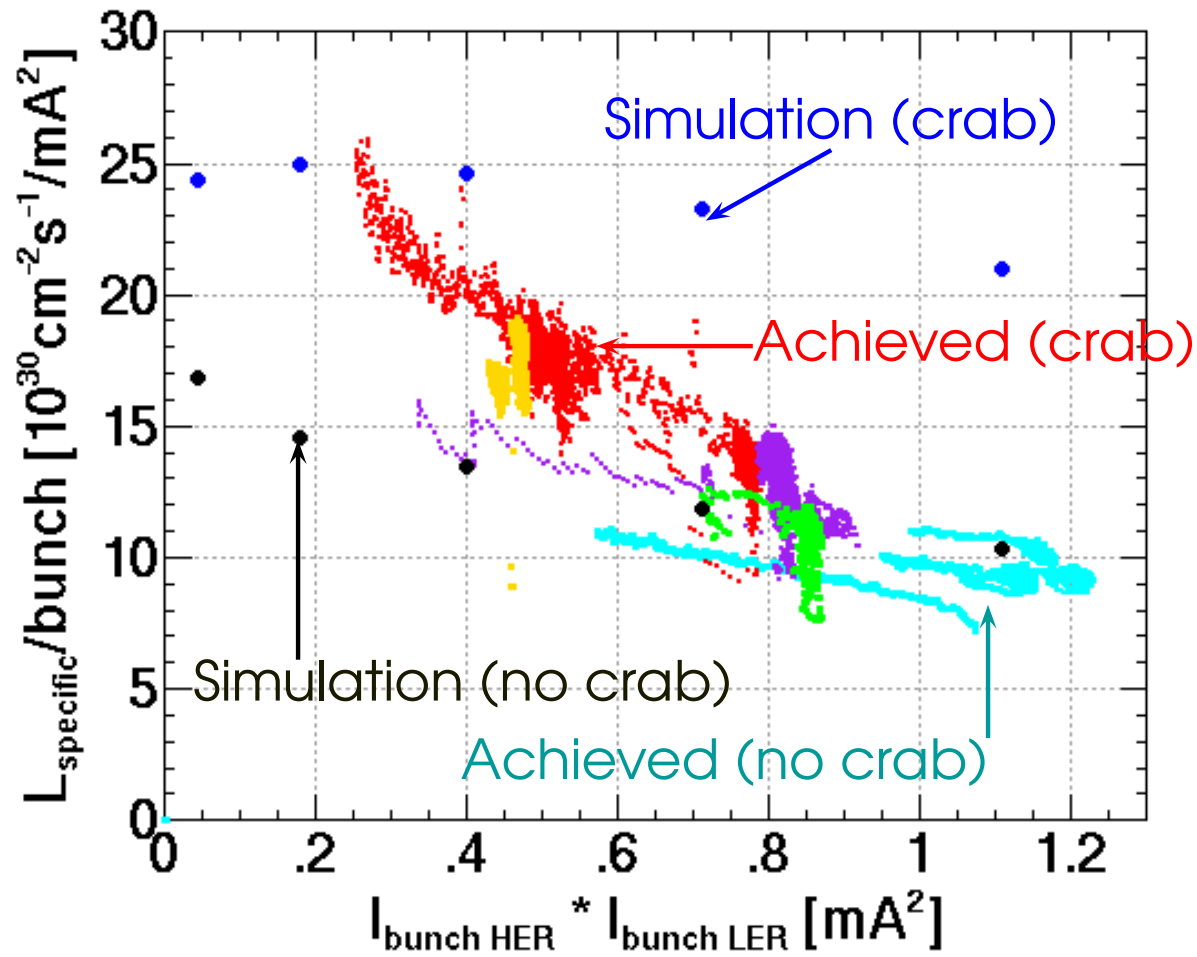 30
25
20
15
10
5
0
L_specific/bunch [10^30 cm^-2 s^-1/mA^2]
Simulation (crab)
Achieved (crab)
Simulation (no crab)
Achieved (no crab)
0 .2 .4 .6 .8 1 1.2
I_bunch HER * I_bunch LER [mA^2]